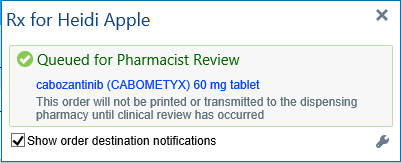 Rx for Heidi Apple
Queued for Pharmacist Review
cabozantinib (CABOMETYX) 60 mg tablet
This order will not be printed or transmitted to the dispensing
pharmacy until clinical review has occurred
Show order destination notifications